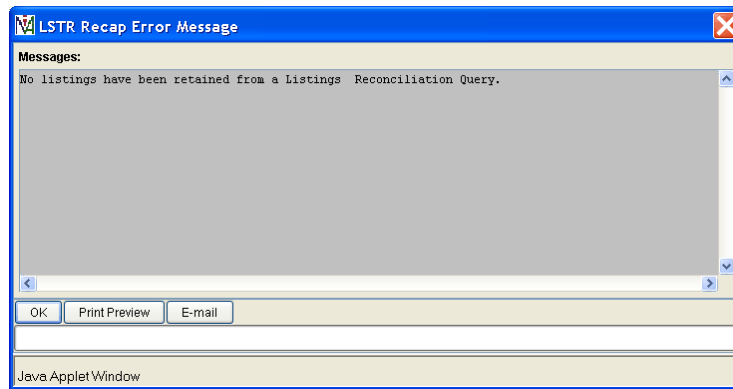 LSTR Recap Error Message
Messages:
No listings have been retained from a Listings  Reconciliation Query.
OK Print Preview E-mail
Java Applet Window